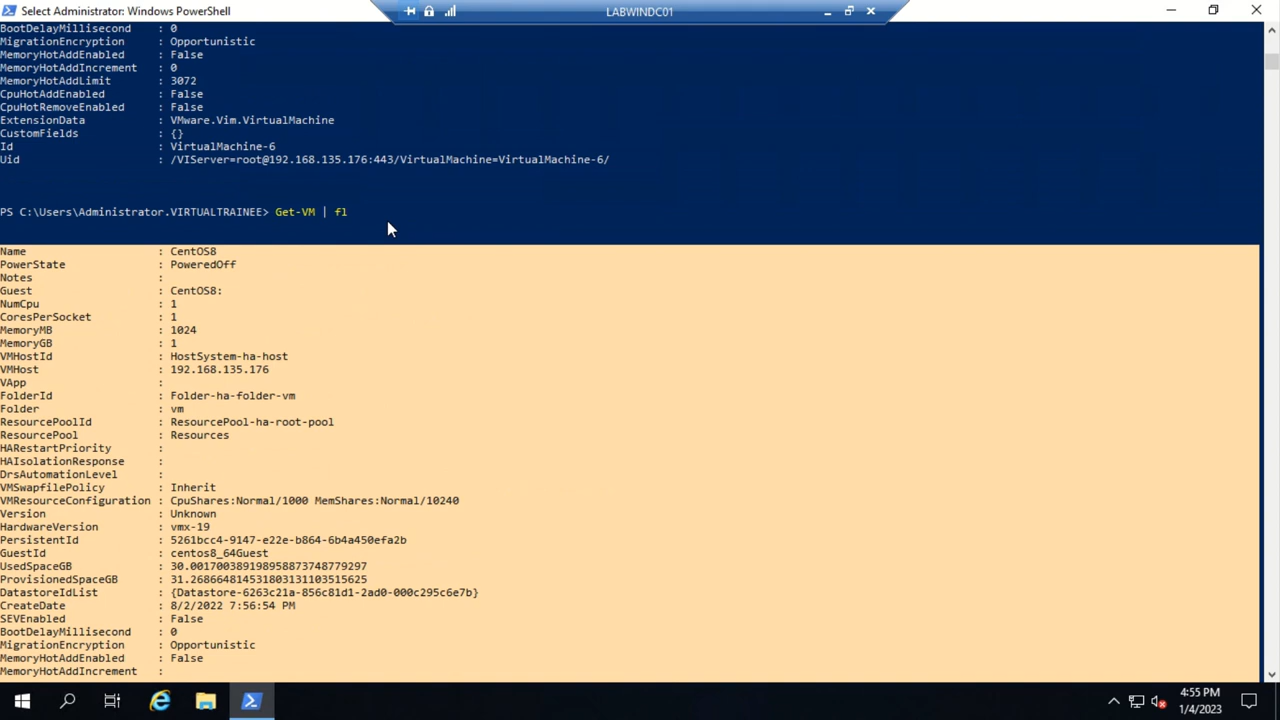 Select Administrator: Windows PowerShell
LABWINDC01
BootDelayMillisecond : 0
MigrationEncryption : Opportunistic
MemoryHotAddEnabled : False
MemoryHotAddIncrement : 0
MemoryHotAddLimit : 3072
CpuHotAddEnabled : False
CpuHotRemoveEnabled : False
ExtensionData : VMware.Vim.VirtualMachine
CustomFields : {}
Id : VirtualMachine-6
Uid : /VIServer=root@192.168.135.176:443/VirtualMachine=VirtualMachine-6/
PS C:\Users\Administrator.VIRTUALTRAINEE> Get-VM | fl
Name : CentOS8
PowerState : PoweredOff
Notes :
Guest : CentOS8:
NumCpu : 1
CoresPerSocket : 1
MemoryMB : 1024
MemoryGB : 1
VMHostId : HostSystem-ha-host
VMHost : 192.168.135.176
VApp :
FolderId : Folder-ha-folder-vm
Folder : vm
ResourcePoolId : ResourcePool-ha-root-pool
ResourcePool : Resources
HARestartPriority :
HAIsolationResponse :
DrsAutomationLevel :
VMSwapfilePolicy : Inherit
VMResourceConfiguration : CpuShares:Normal/1000 MemShares:Normal/10240
Version : Unknown
HardwareVersion : vmx-19
PersistentId : 5261bcc4-9147-e22e-b864-6b4a450efa2b
GuestId : centos8_64Guest
UsedSpaceGB : 30.001700389198958873748779297
ProvisionedSpaceGB : 31.268664814531803131103515625
DatastoreIdList : {Datastore-6263c21a-856c81d1-2ad0-000c295c6e7b}
CreateDate : 8/2/2022 7:56:54 PM
SEVEnabled : False
BootDelayMillisecond : 0
MigrationEncryption : Opportunistic
MemoryHotAddEnabled : False
MemoryHotAddIncrement :
4:55 PM
1/4/2023